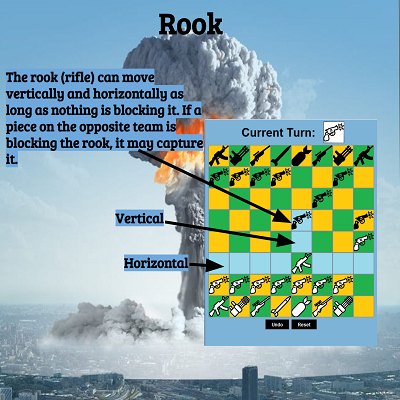 Rook
The rook (rifle) can move
vertically and horizontally as
long as nothing is blocking it. If a
piece on the opposite team is
blocking the rook, it may capture
it.
Current Turn:
Vertical
Horizontal
Undo
Reset